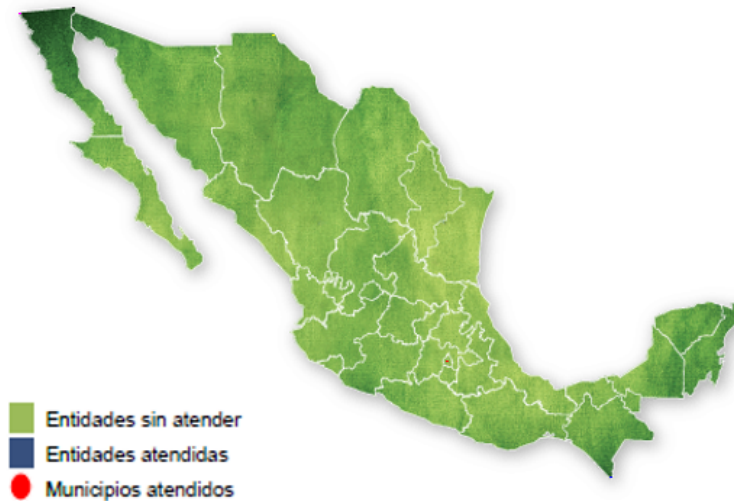 Entidades sin atender
Entidades atendidas
Municipios atendidos